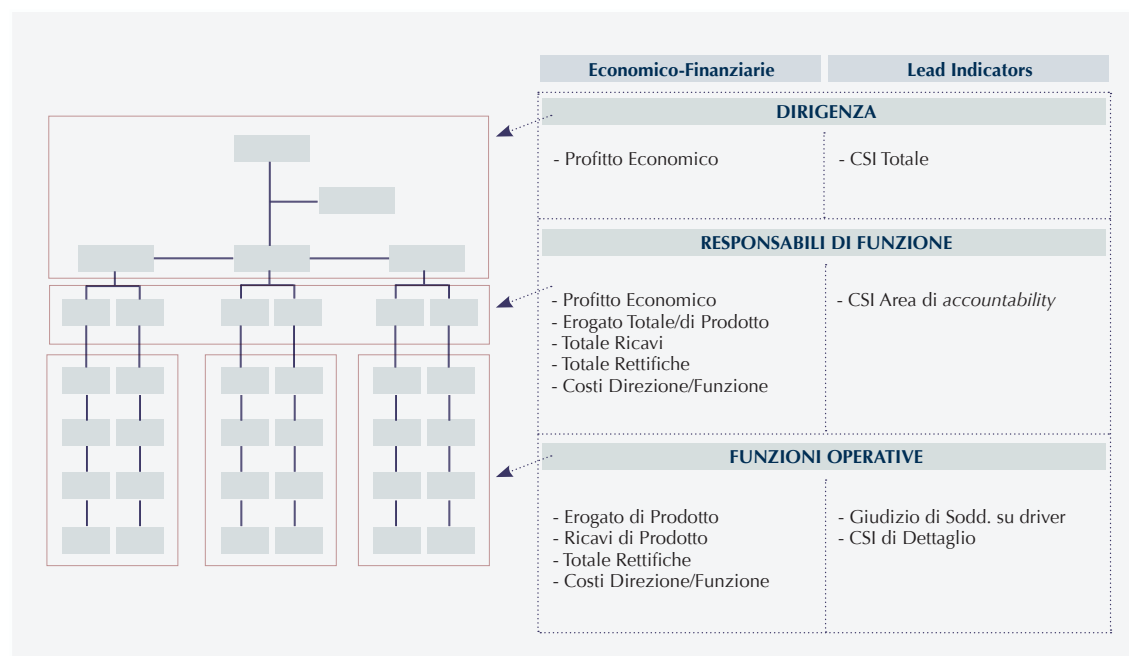 Economico-Finanziarie
Lead Indicators
DIRIGENZA
- Profitto Economico
- CSI Totale
RESPONSABILI DI FUNZIONE
- Profitto Economico
- Erogato Totale/di Prodotto
- Totale Ricavi
- Totale Rettifiche
- Costi Direzione/Funzione
- CSI Area di accountability
FUNZIONI OPERATIVE
- Erogato di Prodotto
- Ricavi di Prodotto
- Totale Rettifiche
- Costi Direzione/Funzione
- Giudizio di Sodd. su driver
- CSI di Dettaglio